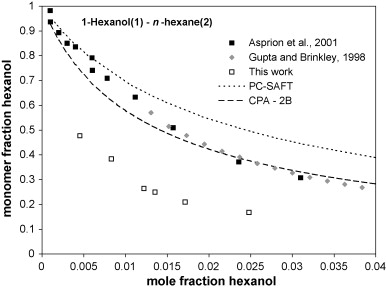 1-Hexanol(1) - n-hexane(2)
Asprion et al., 2001
Gupta and Brinkley, 1998
This work
PC-SAFT
CPA - 2B
monomer fraction hexanol
1
0.9
0.8
0.7
0.6
0.5
0.4
0.3
0.2
0.1
0
0 0.005 0.01 0.015 0.02 0.025 0.03 0.035 0.04
mole fraction hexanol